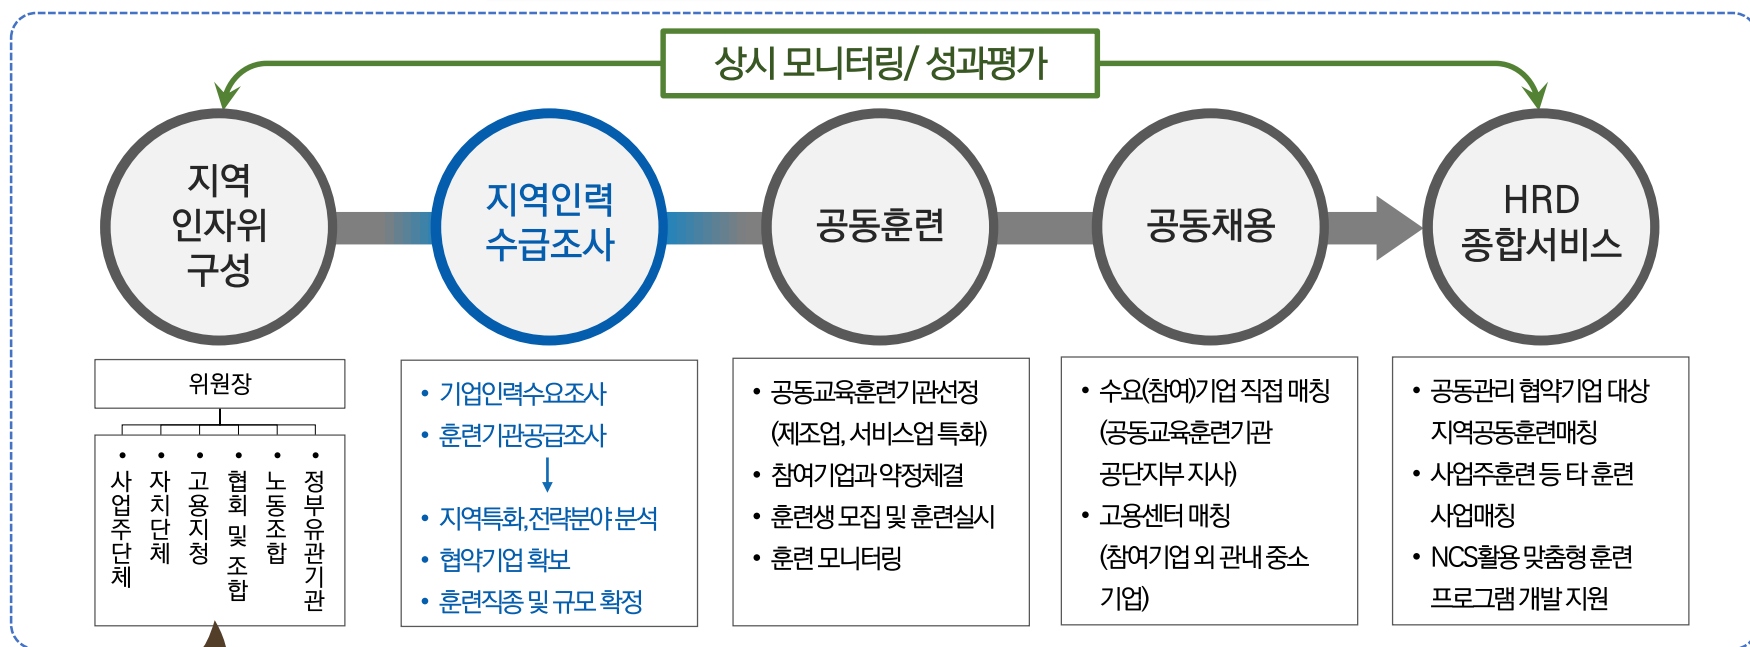 상시 모니터링/ 성과평가
지역
인자위
구성
지역인력
수급조사
공동훈련
공동채용
HRD
종합서비스
위원장
• 사업주단체
• 자치단체
• 고용지청
• 협회 및 조합
• 노동조합
• 정부유관기관
• 기업인력수요조사
• 훈련기관공급조사
• 지역특화,전략분야 분석
• 협약기업 확보
• 훈련직종 및 규모 확정
• 공동교육훈련기관선정
(제조업, 서비스업 특화)
• 참여기업과 약정체결
• 훈련생 모집 및 훈련실시
• 훈련 모니터링
• 수요(참여)기업 직접 매칭
(공동교육훈련기관
공단지부 지사)
• 고용센터 매칭
(참여기업 외 관내 중소
기업)
• 공동관리 협약기업 대상
지역공동훈련매칭
• 사업주훈련 등 타 훈련
사업매칭
• NCS활용 맞춤형 훈련
프로그램 개발 지원